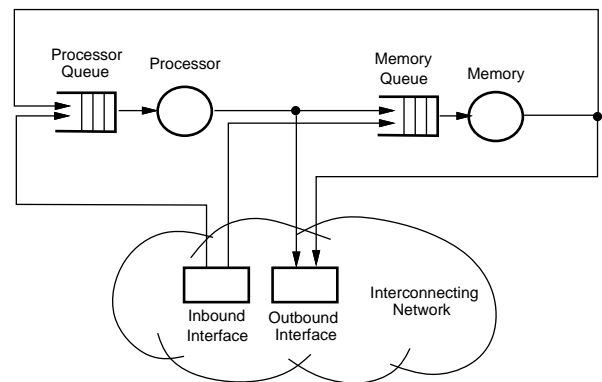 Processor
Queue
Processor
Memory
Queue
Memory
Inbound
Interface
Outbound
Interface
Interconnecting
Network